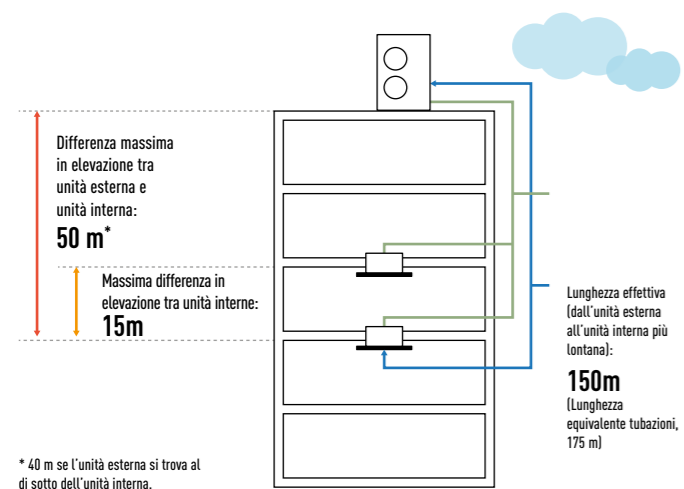 Differenza massima
in elevazione tra
unità esterna e
unità interna:
50 m*
Massima differenza in
elevazione tra unità interne:
15m
Lunghezza effettiva
(dall'unità esterna
all'unità interna più
lontana):
150m
(Lunghezza
equivalente tubazioni,
175 m)
* 40 m se l'unità esterna si trova al
di sotto dell'unità interna.